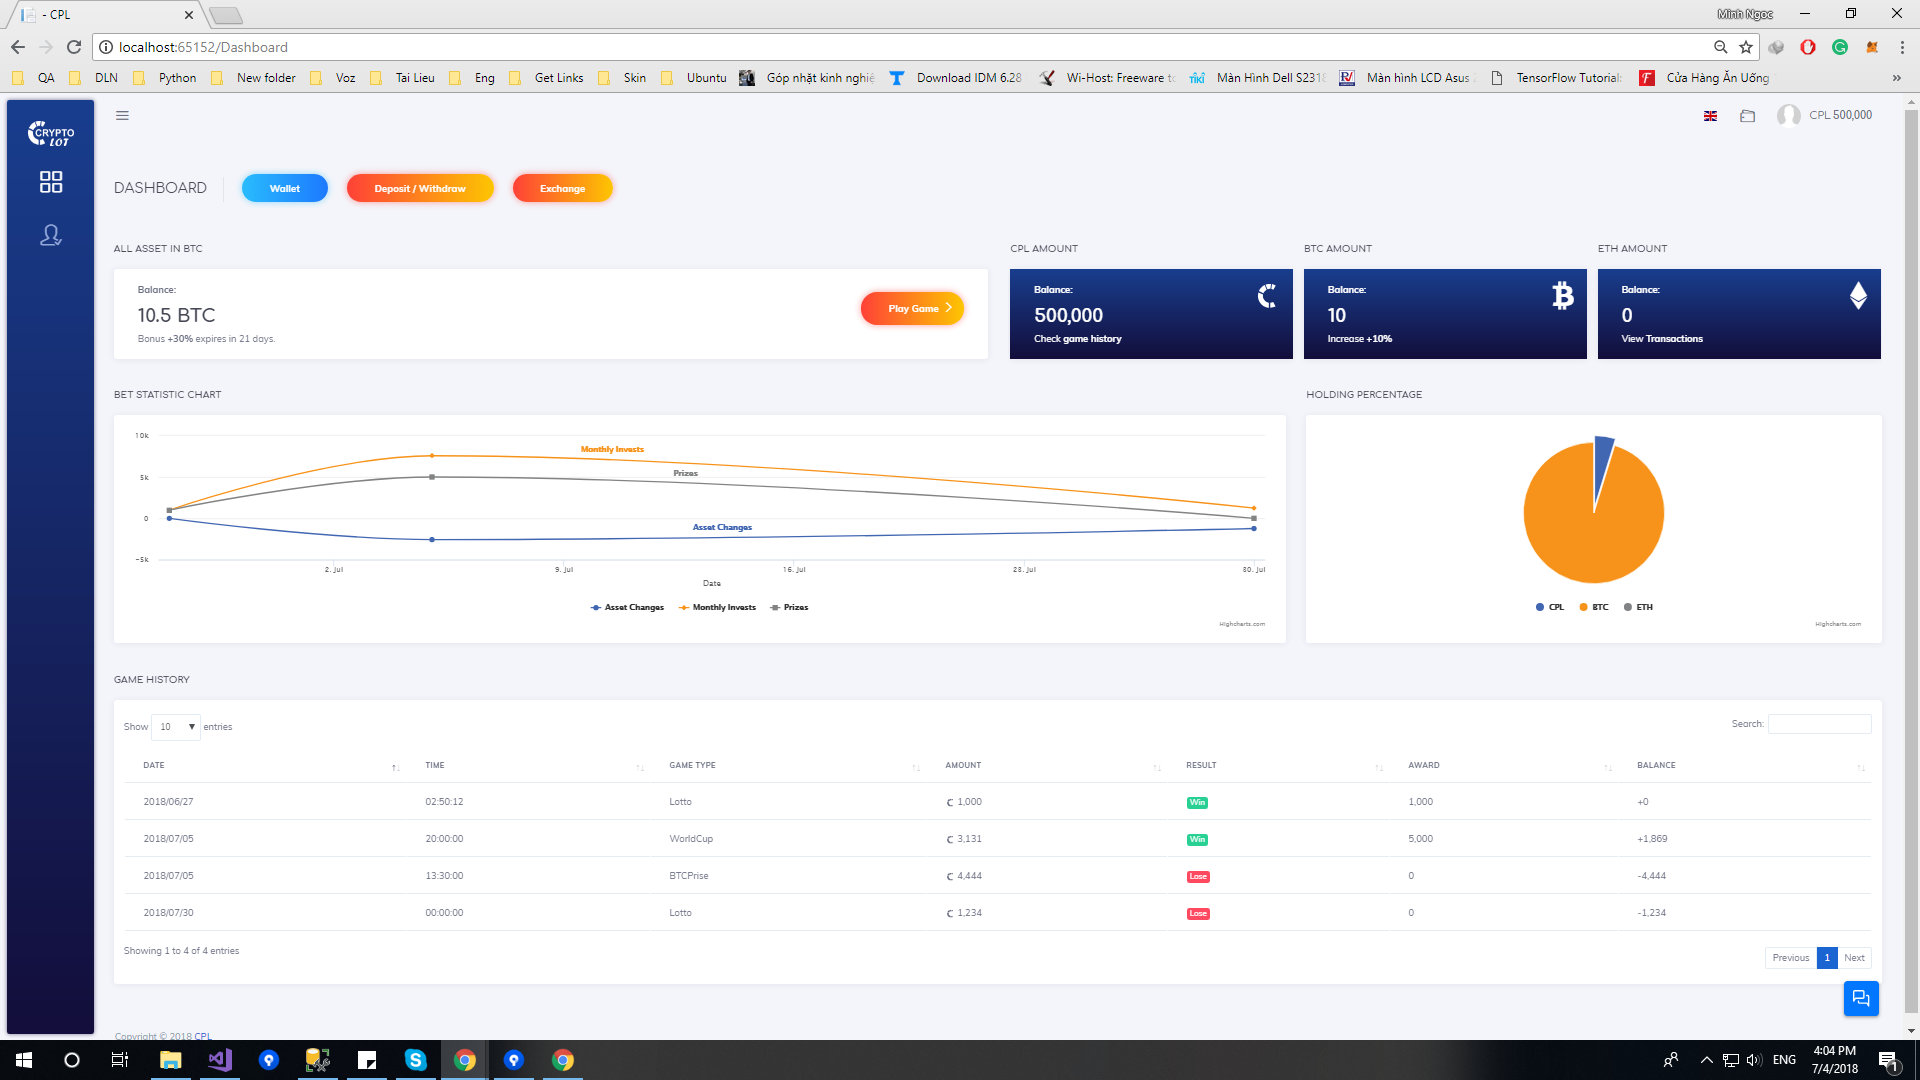 - CPL
Minh Ngoc
localhost:65152/Dashboard
QA DLN Python New folder Voz Tai Lieu Eng Get Links Skin Ubuntu Góp nhặt kinh nghiệ Download IDM 6.28 Wi-Host: Freeware to Màn Hình Dell S2318 Màn hình LCD Asus TensorFlow Tutorial: Cửa Hàng Ăn Uống »
CRYPTO
LOT
CPL 500,000
DASHBOARD Wallet Deposit / Withdraw Exchange
ALL ASSET IN BTC CPL AMOUNT BTC AMOUNT ETH AMOUNT
Balance:
10.5 BTC
Bonus +30% expires in 21 days.
Play Game
Balance:
500,000
Check game history
Balance:
10
Increase +10%
Balance:
0
View Transactions
BET STATISTIC CHART HOLDING PERCENTAGE
10k
5k
0
-5k
Monthly Invests
Prizes
Asset Changes
2. Jul 9. Jul 16. Jul 23. Jul 30. Jul
Date
Asset Changes Monthly Invests Prizes
Highcharts.com
CPL BTC ETH
Highcharts.com
GAME HISTORY
Show 10 entries Search:
DATE TIME GAME TYPE AMOUNT RESULT AWARD BALANCE
2018/06/27 02:50:12 Lotto 1,000 Win 1,000 +0
2018/07/05 20:00:00 WorldCup 3,131 Win 5,000 +1,869
2018/07/05 13:30:00 BTCPrise 4,444 Lose 0 -4,444
2018/07/30 00:00:00 Lotto 1,234 Lose 0 -1,234
Showing 1 to 4 of 4 entries
Previous 1 Next
Copyright © 2018 CPL
ENG
4:04 PM
7/4/2018
1